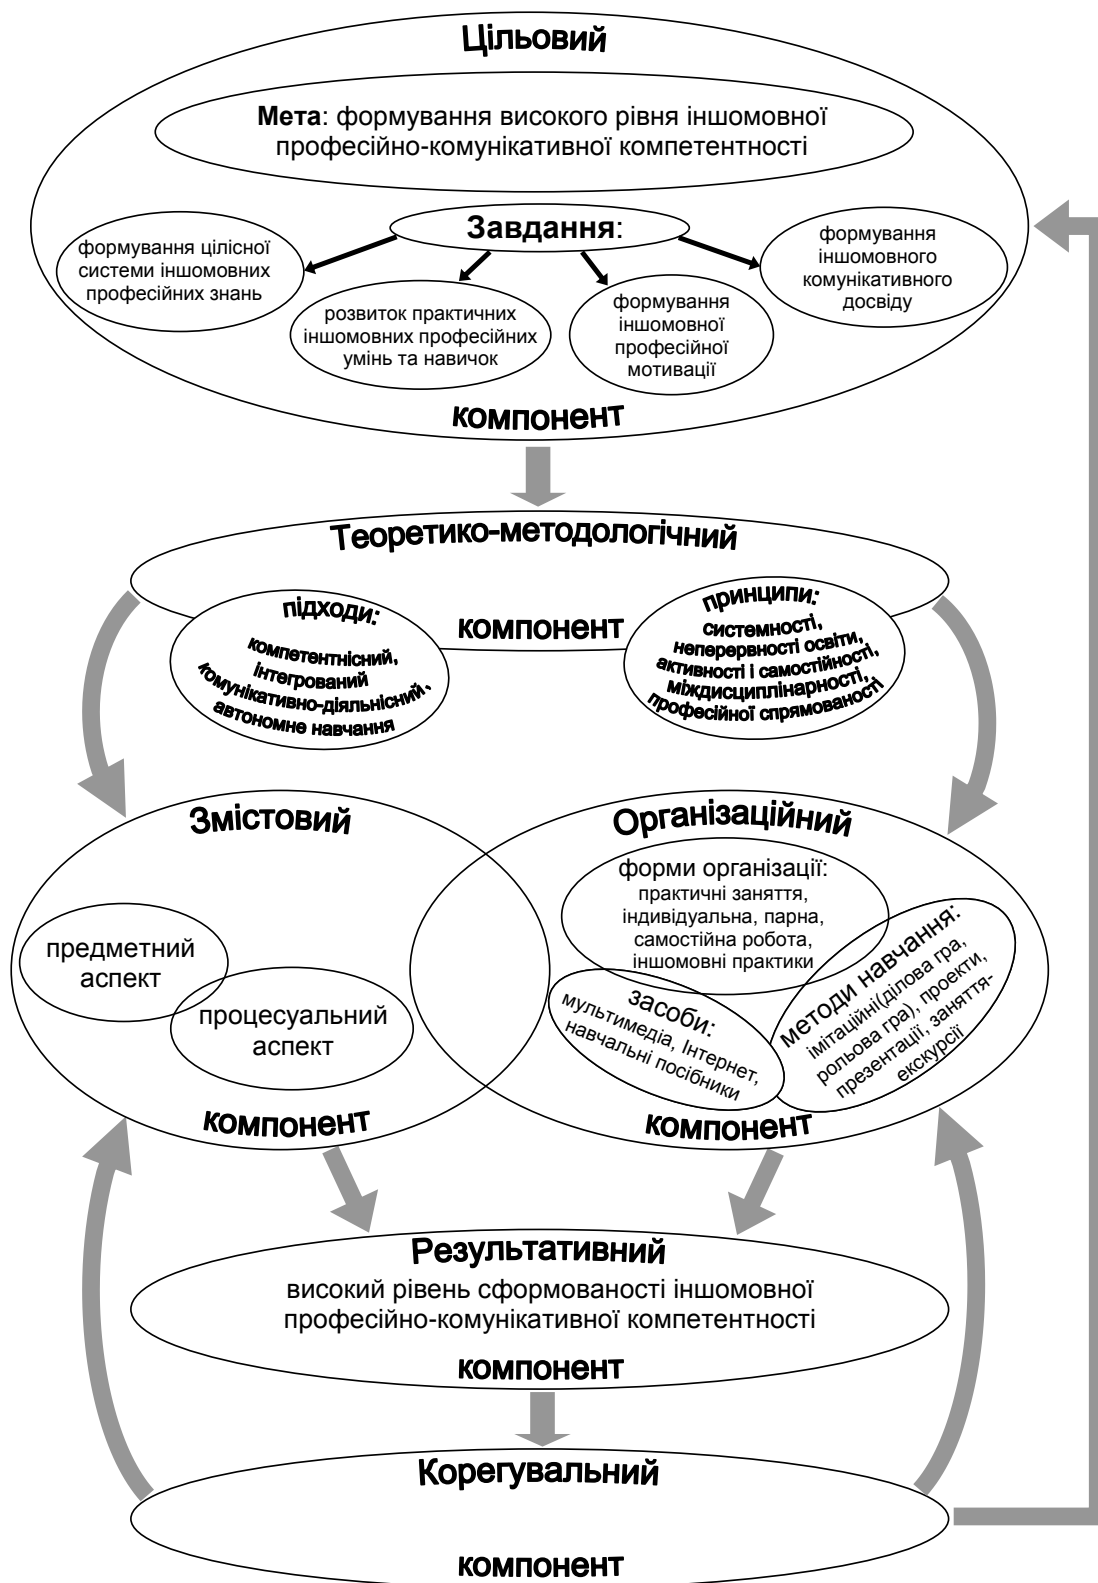 Цільовий
Мета: формування високого рівня іншомовної
професійно-комунікативної компетентності
Завдання:
формування цілісної
системи іншомовних
професійних знань
розвиток практичних
іншомовних професійних
умінь та навичок
формування
іншомовної
професійної
мотивації
формування
іншомовного
комунікативного
досвіду
компонент
Теоретико-методологічний
підходи:
компетентнісний,
інтегрований
комунікативно-діяльнісний,
автономне навчання
компонент
принципи:
системності,
неперервності освіти,
активності і самостійності,
міждисциплінарності,
професійної спрямованості
Змістовий
предметний
аспект
процесуальний
аспект
компонент
Організаційний
форми організації:
практичні заняття,
індивідуальна, парна,
самостійна робота,
іншомовні практики
засоби:
мультимедіа, Інтернет,
навчальні посібники
методи навчання:
імітаційні(ділова гра,
рольова гра), проекти,
презентації, заняття-
екскурсії
компонент
Результативний
високий рівень сформованості іншомовної
професійно-комунікативної компетентності
компонент
Корегувальний
компонент